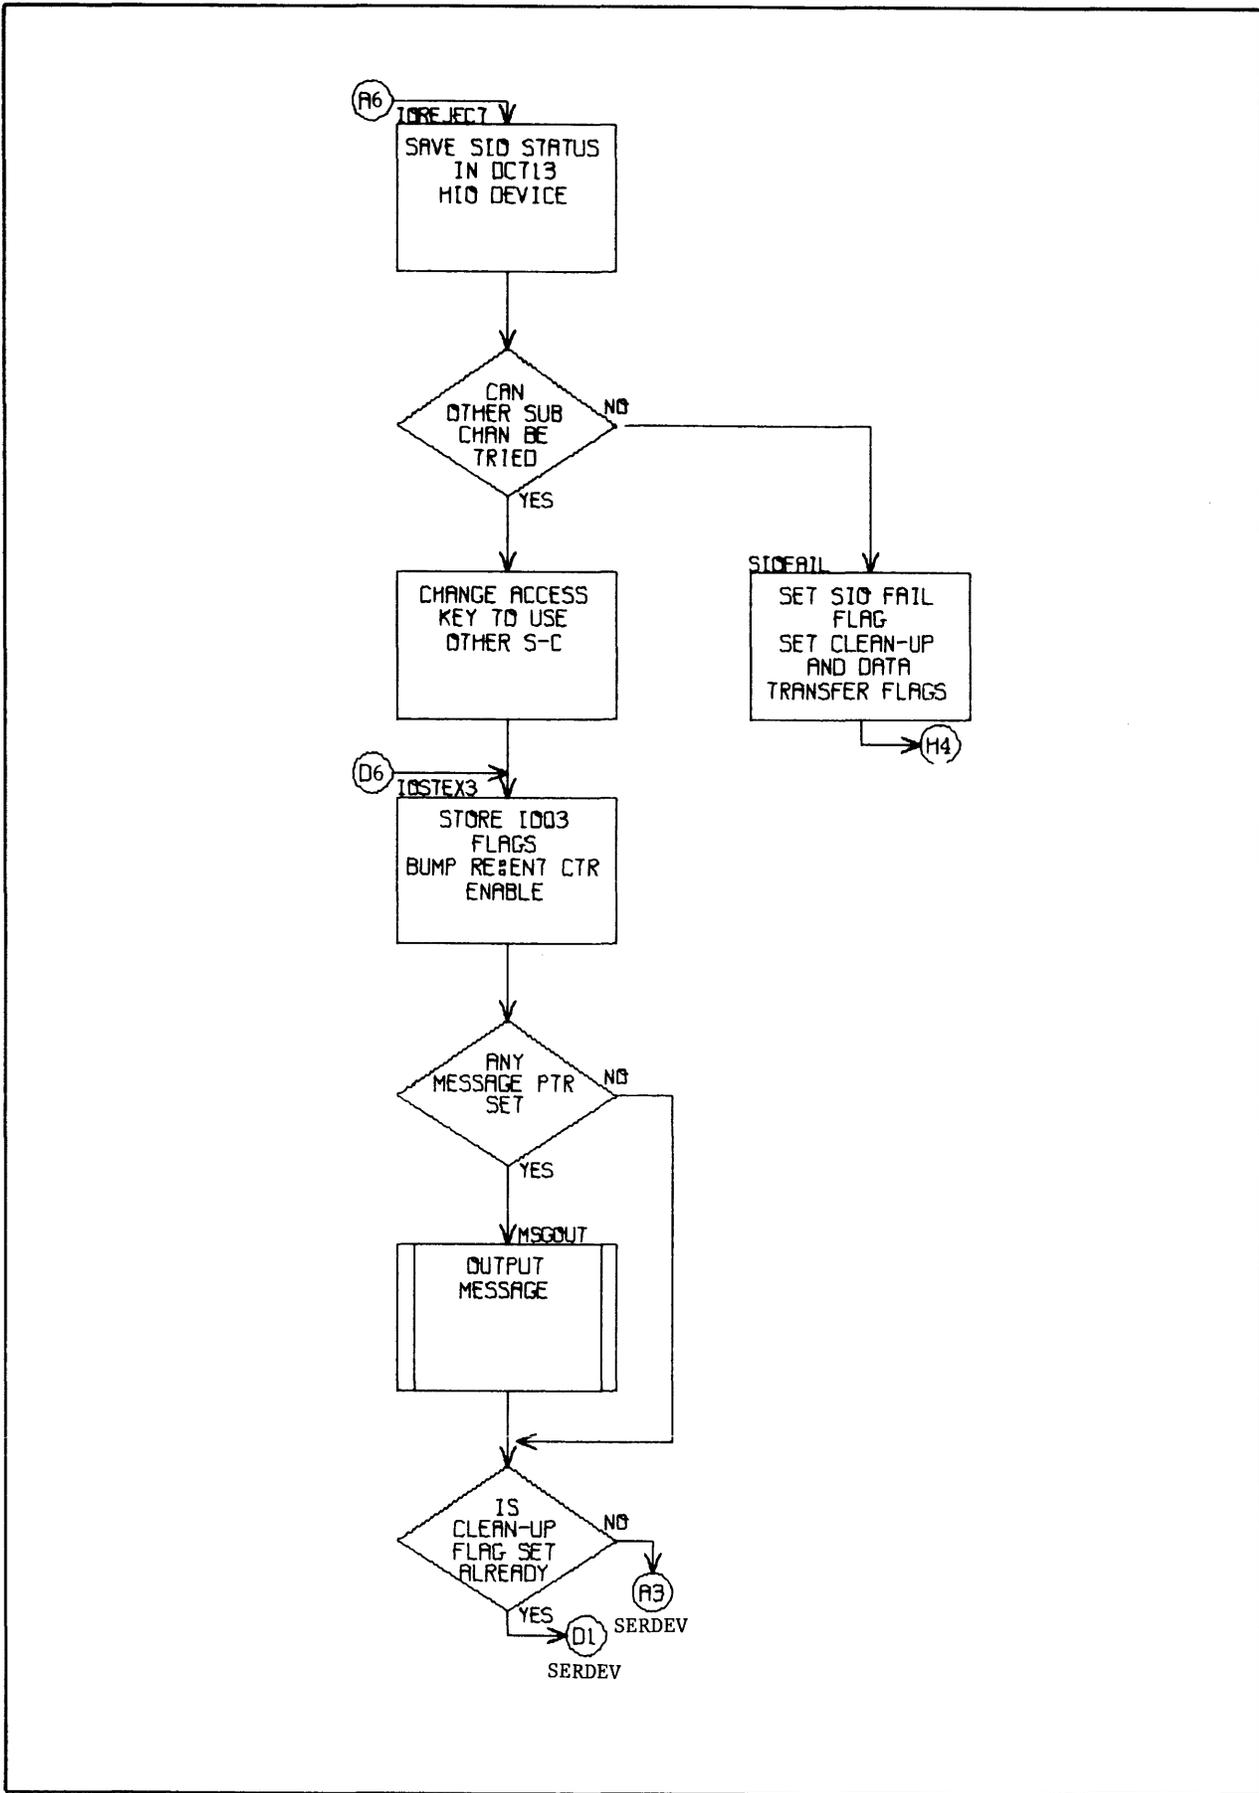 A6
IOREJECT
SAVE SIO STATUS
IN DCT13
HIO DEVICE
CAN
OTHER SUB
CHAN BE
TRIED
NO
YES
CHANGE ACCESS
KEY TO USE
OTHER S-C
SIOFAIL
SET SIO FAIL
FLAG
SET CLEAN-UP
AND DATA
TRANSFER FLAGS
H4
D6
IOSTEX3
STORE IOQ3
FLAGS
BUMP RE:ENT CTR
ENABLE
ANY
MESSAGE PTR
SET
NO
YES
MSGOUT
OUTPUT
MESSAGE
IS
CLEAN-UP
FLAG SET
ALREADY
NO
A3
SERDEV
YES
D1
SERDEV